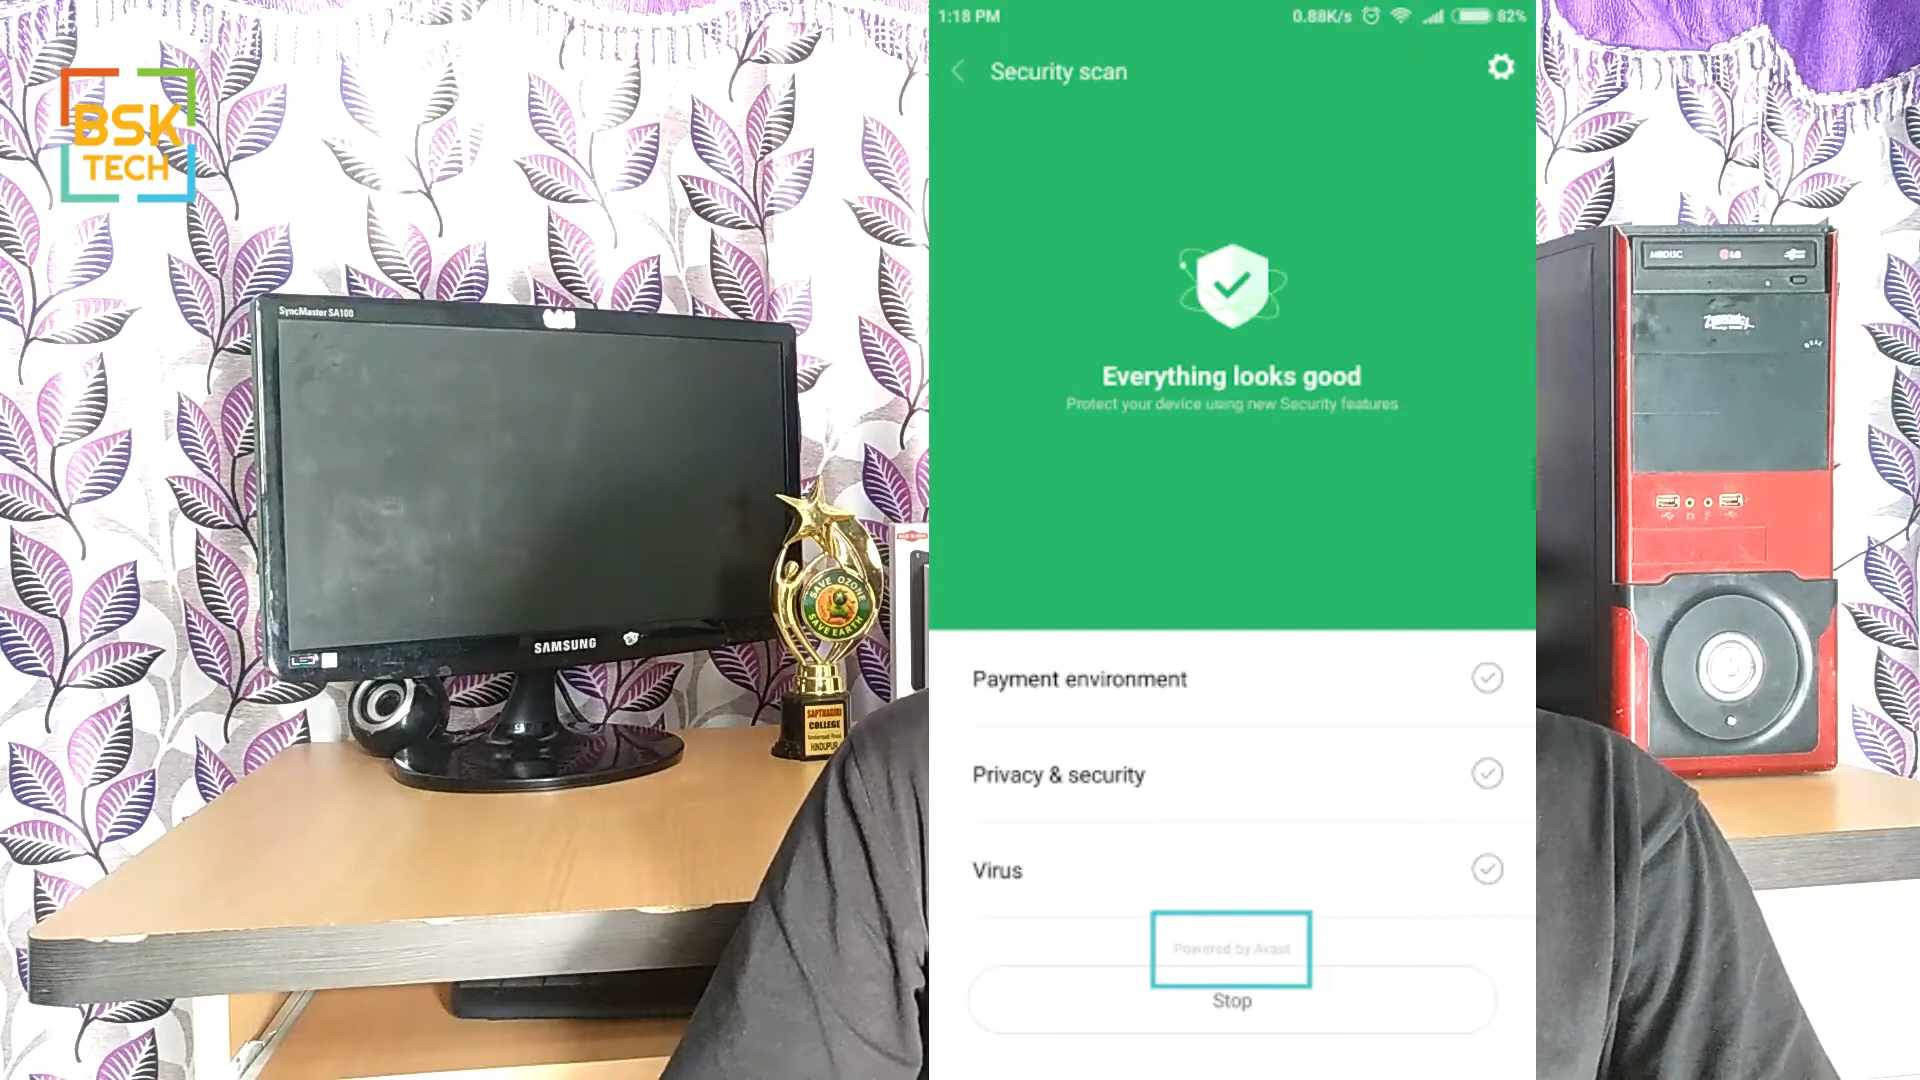 BSK
TECH
SyncMaster SA100
SAMSUNG
SAVE OZONE
SAVE EARTH
SAPTHAGIRI
COLLEGE
HINDUPUR
1:18 PM
0.88K/s
82%
Security scan
Everything looks good
Protect your device using new Security features
Payment environment
Privacy & security
Virus
Powered by Avast
Stop
LG